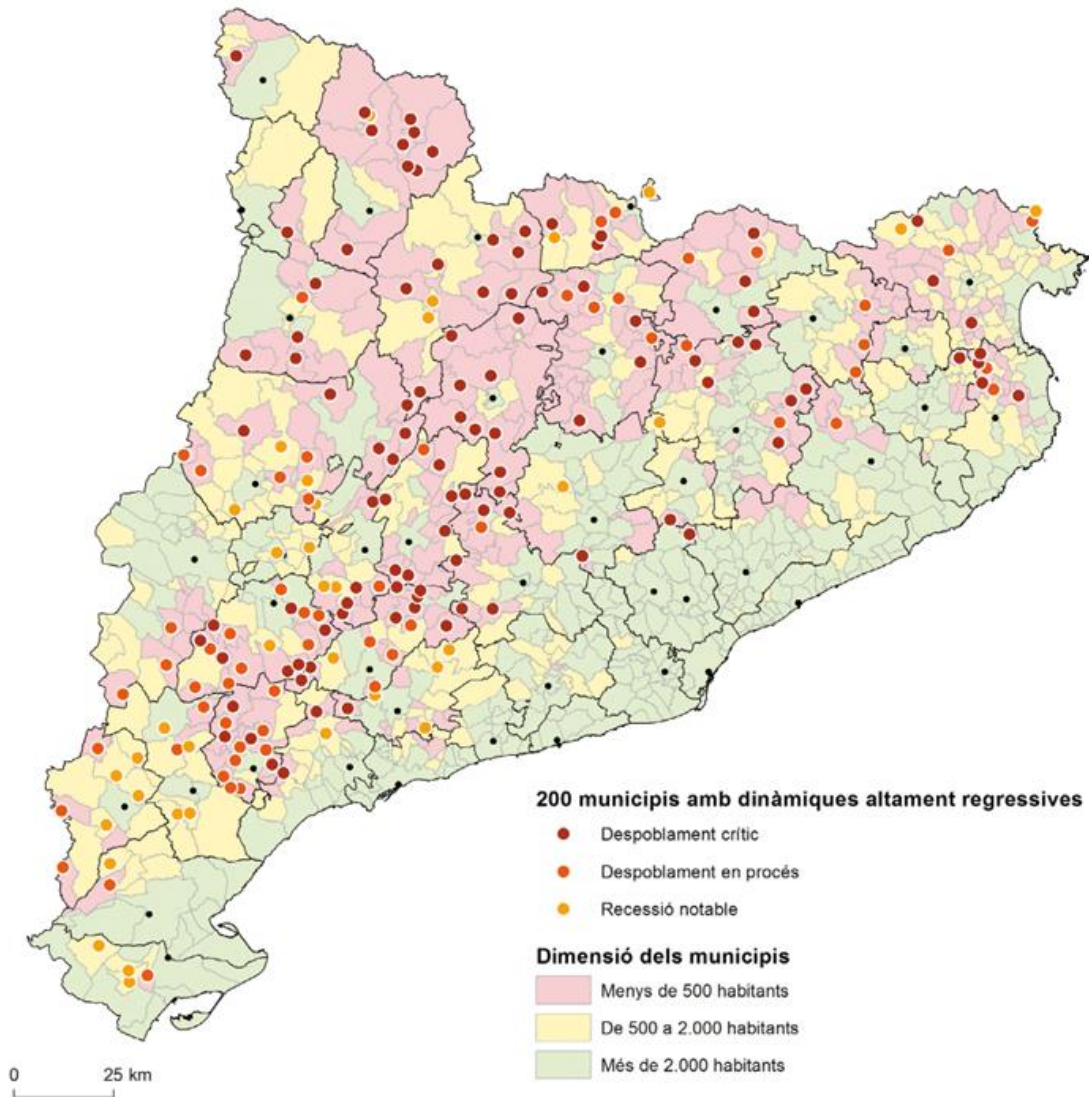 200 municipis amb dinàmiques altament regressives
Despoblament crític
Despoblament en procés
Recessió notable
Dimensió dels municipis
Menys de 500 habitants
De 500 a 2.000 habitants
Més de 2.000 habitants
0 25 km